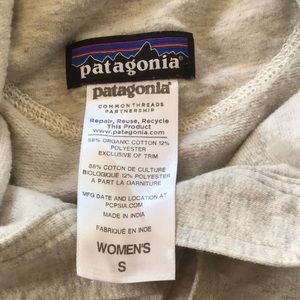 patagonia®
patagonia®
COMMON THREADS
PARTNERSHIP
Repair, Reuse, Recycle
This Product
www.patagonia.com
88% ORGANIC COTTON 12%
POLYESTER
EXCLUSIVE OF TRIM
88% COTON DE CULTURE
BIOLOGIQUE 12% POLYESTER
A PART LA GARNITURE
MFG DATE AND LOCATION AT
PCPSIA.COM
MADE IN INDIA
FABRIQUÉ EN INDE
WOMEN'S
S